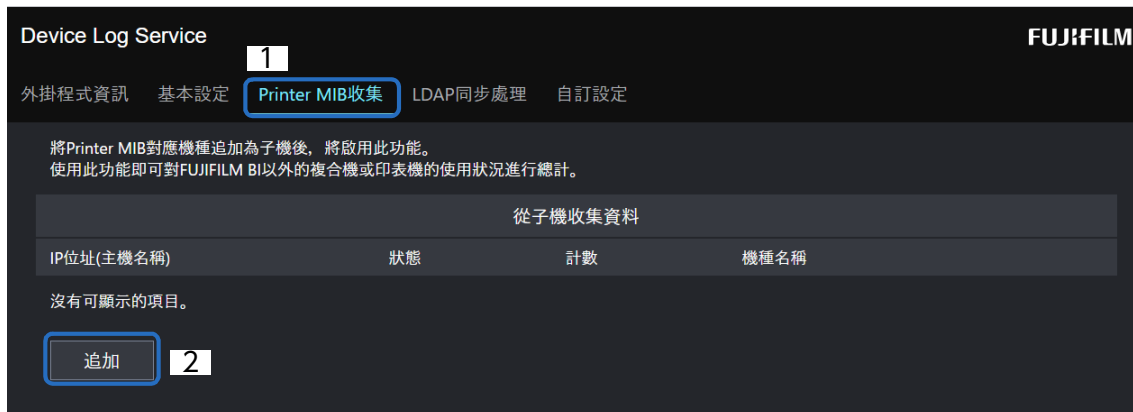 Device Log Service
FUJIFILM
1
外掛程式資訊 基本設定 Printer MIB收集 LDAP同步處理 自訂設定
將Printer MIB對應機種追加為子機後，將啟用此功能。
使用此功能即可對FUJIFILM BI以外的複合機或印表機的使用狀況進行總計。
從子機收集資料
IP位址(主機名稱) 狀態 計數 機種名稱
沒有可顯示的項目。
追加 2